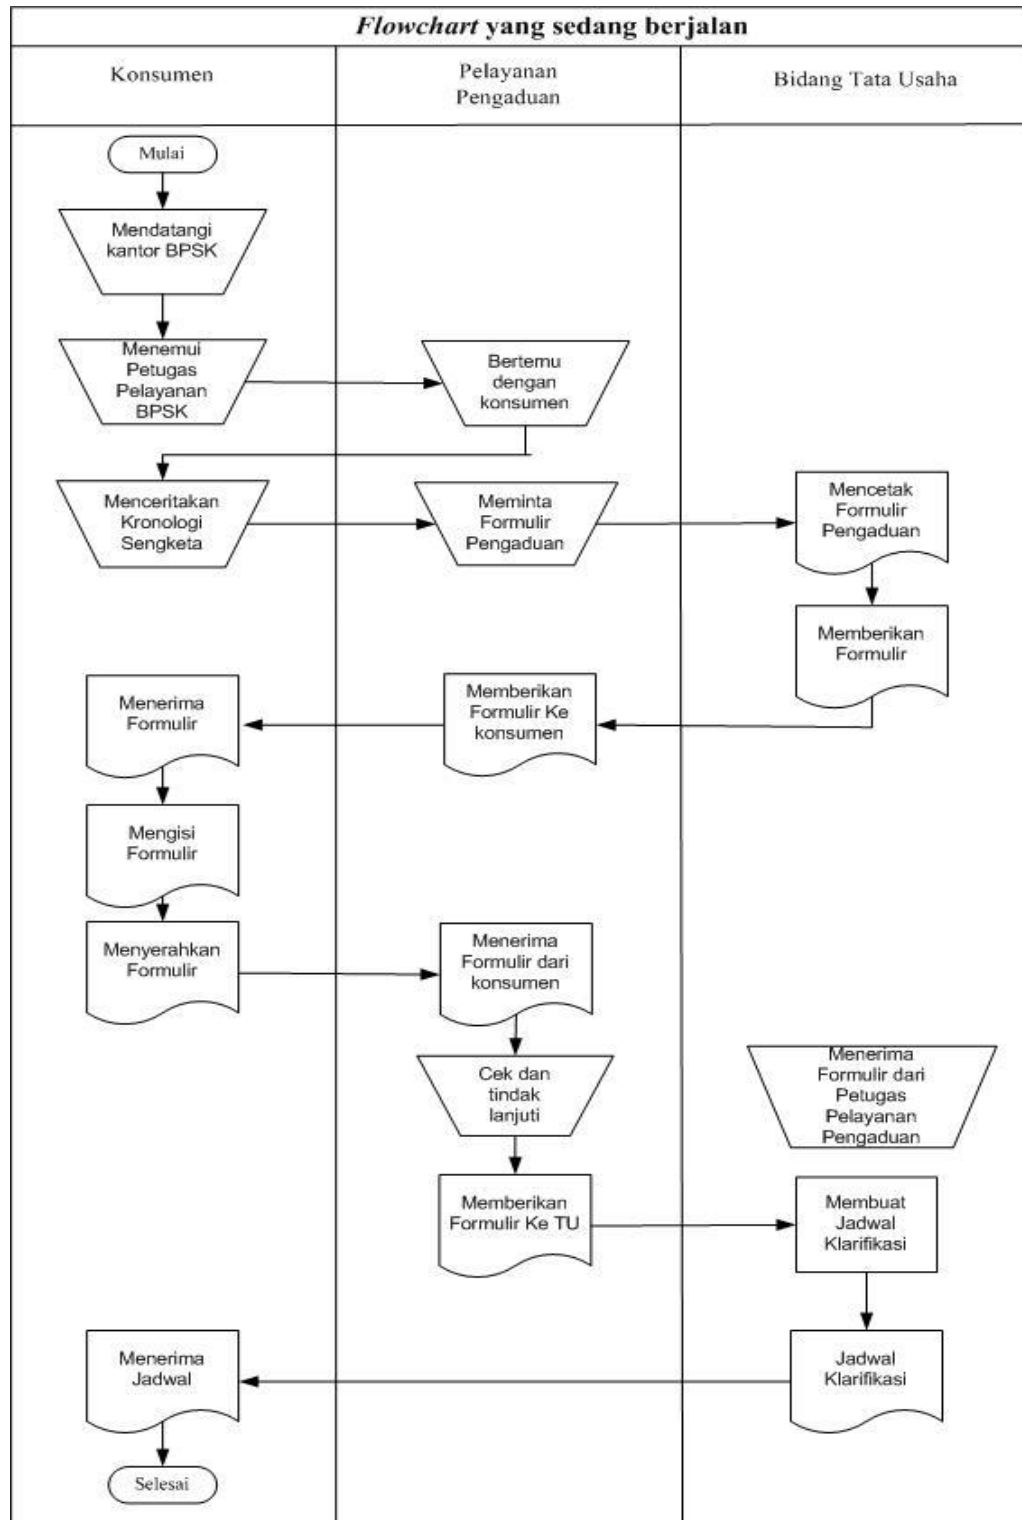 Flowchart yang sedang berjalan
Konsumen
Pelayanan
Pengaduan
Bidang Tata Usaha
Mulai
Mendatangi
kantor BPSK
Menemui
Petugas
Pelayanan
BPSK
Bertemu
dengan
konsumen
Menceritakan
Kronologi
Sengketa
Meminta
Formulir
Pengaduan
Mencetak
Formulir
Pengaduan
Memberikan
Formulir
Memberikan
Formulir Ke
konsumen
Menerima
Formulir
Mengisi
Formulir
Menyerahkan
Formulir
Menerima
Formulir dari
konsumen
Cek dan
tindak
lanjuti
Menerima
Formulir dari
Petugas
Pelayanan
Pengaduan
Memberikan
Formulir Ke TU
Membuat
Jadwal
Klarifikasi
Jadwal
Klarifikasi
Menerima
Jadwal
Selesai